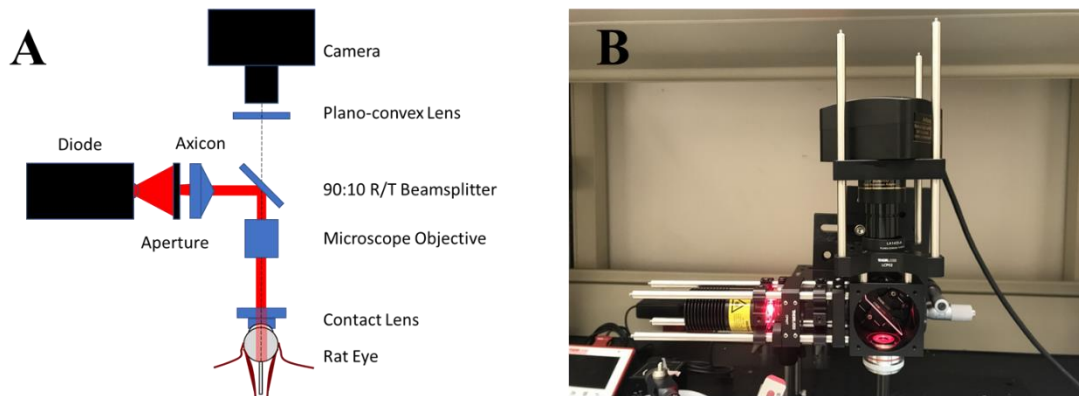 A
Camera
Plano-convex Lens
Diode
Axicon
90:10 R/T Beamsplitter
Aperture
Microscope Objective
Contact Lens
Rat Eye
B